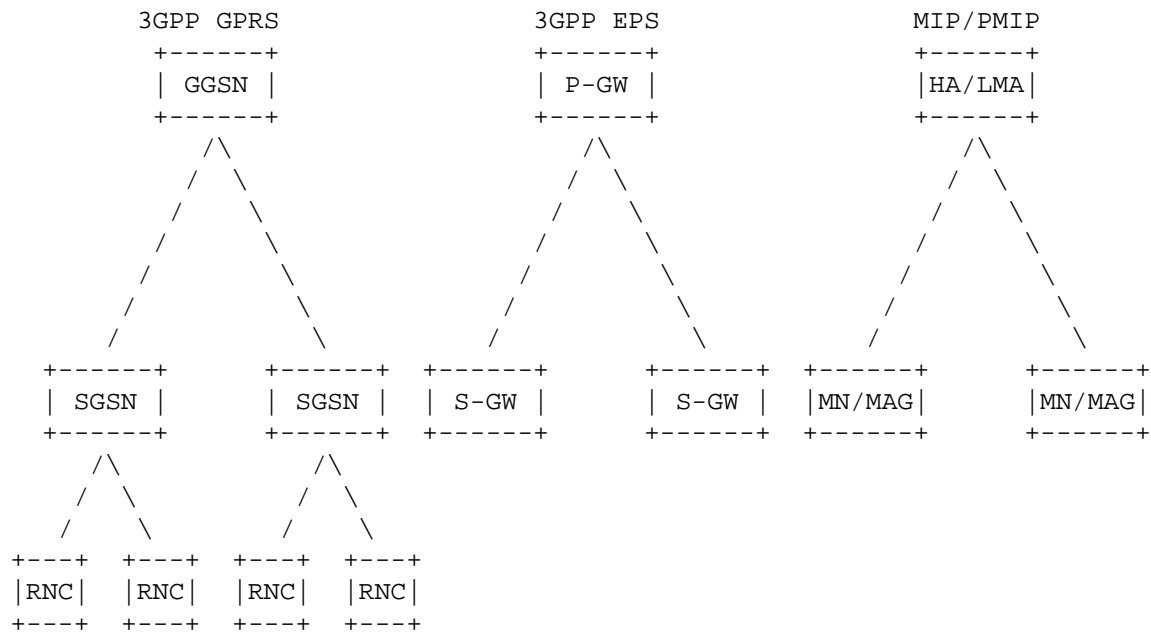 3GPP GPRS 3GPP EPS MIP/PMIP
GGSN P-GW HA/LMA
SGSN SGSN S-GW S-GW MN/MAG MN/MAG
RNC RNC RNC RNC